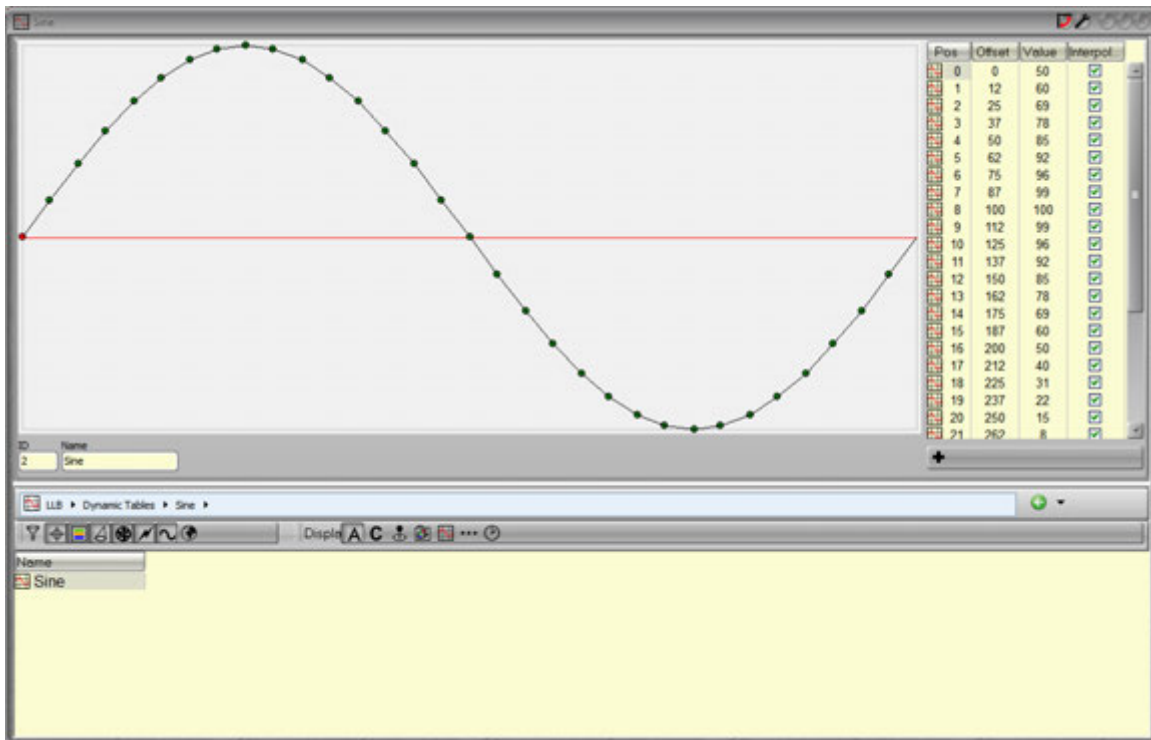 Sine
Pos Offset Value Interpol...
0 0 50
1 12 60
2 25 69
3 37 78
4 50 85
5 62 92
6 75 96
7 87 99
8 100 100
9 112 99
10 125 96
11 137 92
12 150 85
13 162 78
14 175 69
15 187 60
16 200 50
17 212 40
18 225 31
19 237 22
20 250 15
21 262 8
ID Name
2 Sine
LLB Dynamic Tables Sine
Displa A C
Name
Sine